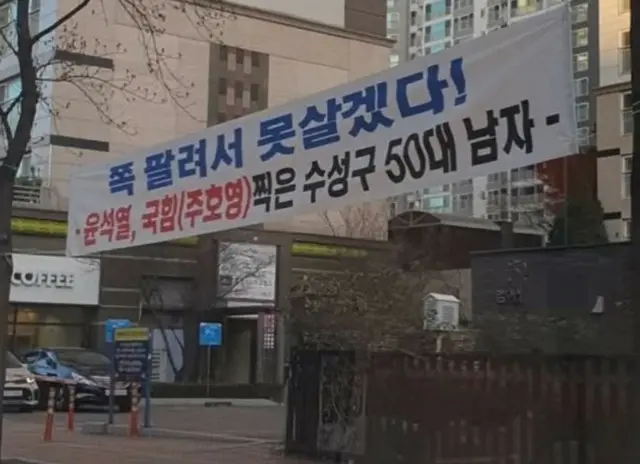 쪽 팔려서 못살겠다!
- 윤석열, 국힘(주호영)찍은 수성구 50대 남자 -
COFFEE